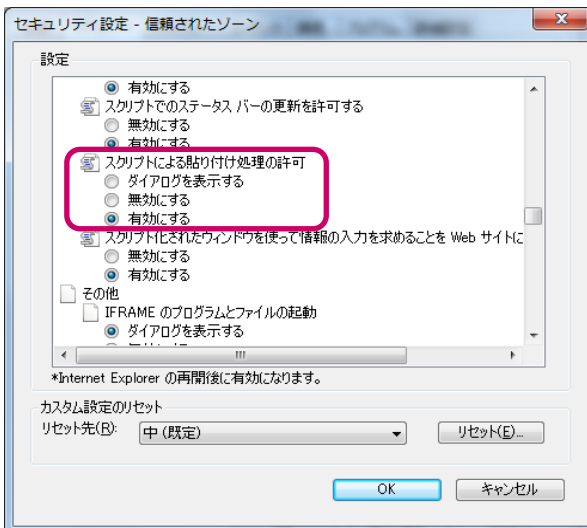 セキュリティ設定 - 信頼されたゾーン
設定
有効にする
スクリプトでのステータス バーの更新を許可する
無効にする
有効にする
スクリプトによる貼り付け処理の許可
ダイアログを表示する
無効にする
有効にする
スクリプト化されたウィンドウを使って情報の入力を求めることを Web サイトに
無効にする
有効にする
その他
IFRAME のプログラムとファイルの起動
ダイアログを表示する
*Internet Explorer の再開後に有効になります。
カスタム設定のリセット
リセット先(R):
中 (既定)
リセット(E)...
OK
キャンセル